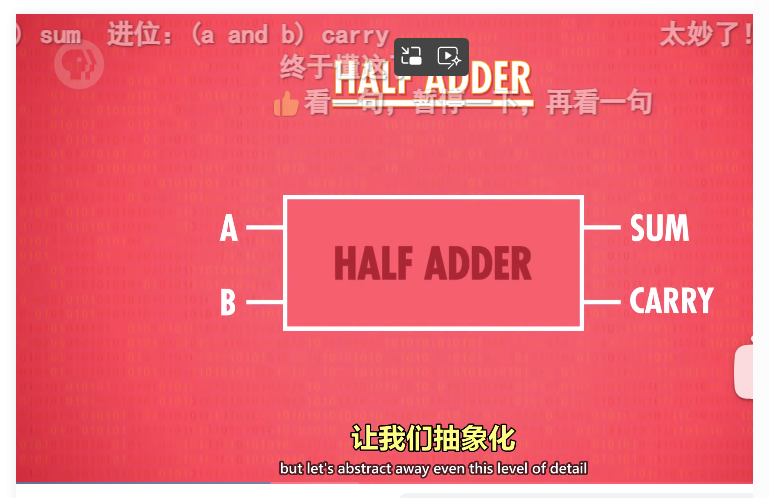 ) sum 进位：(a and b) carry
太妙了！
终于懂这
HALF ADDER
看一句，暂停一下，再看一句
A
SUM
HALF ADDER
B
CARRY
让我们抽象化
but let's abstract away even this level of detail